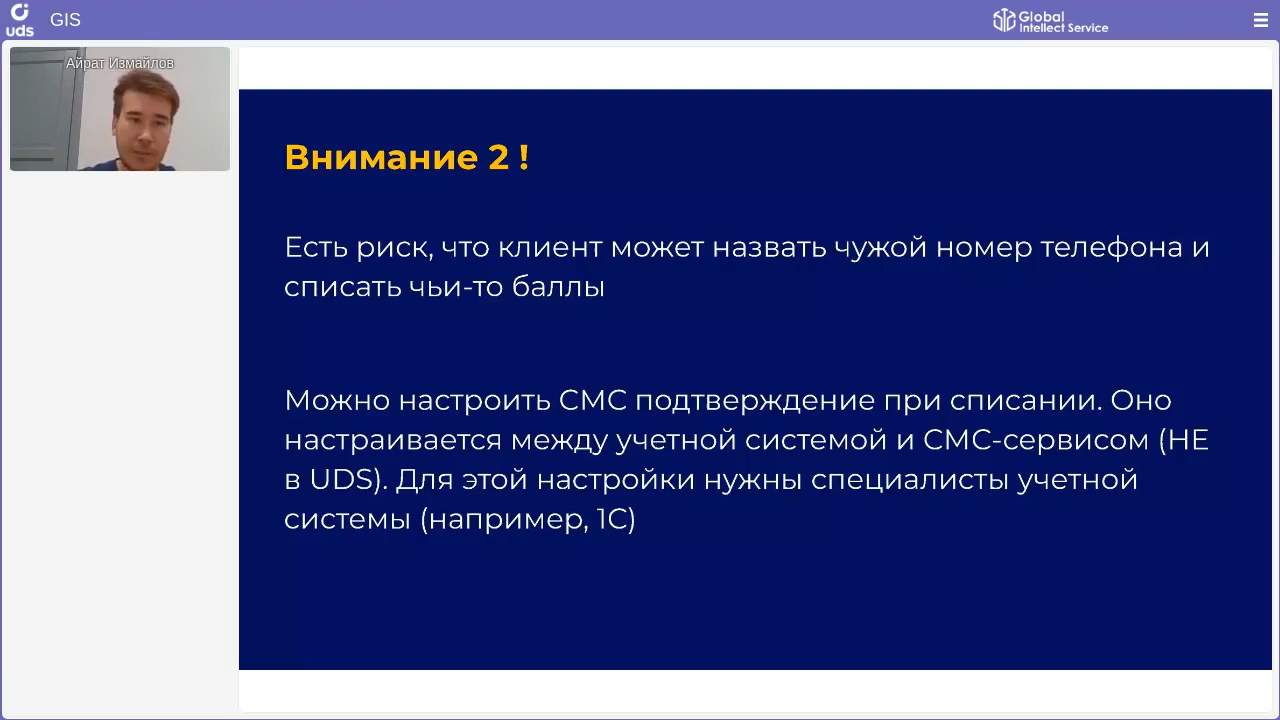 uds
GIS
Global
Intellect Service
Айрат Измайлов
Внимание 2 !
Есть риск, что клиент может назвать чужой номер телефона и
списать чьи-то баллы
Можно настроить СМС подтверждение при списании. Оно
настраивается между учетной системой и СМС-сервисом (НЕ
в UDS). Для этой настройки нужны специалисты учетной
системы (например, 1С)